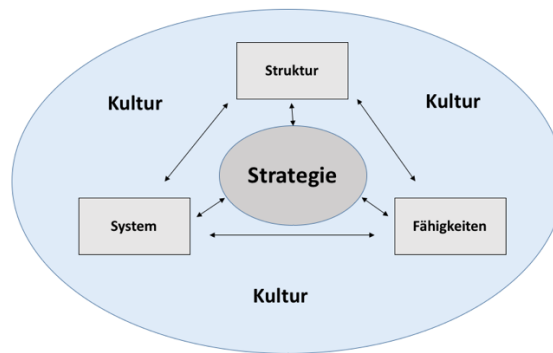 Struktur
Kultur
Kultur
Strategie
System
Fähigkeiten
Kultur